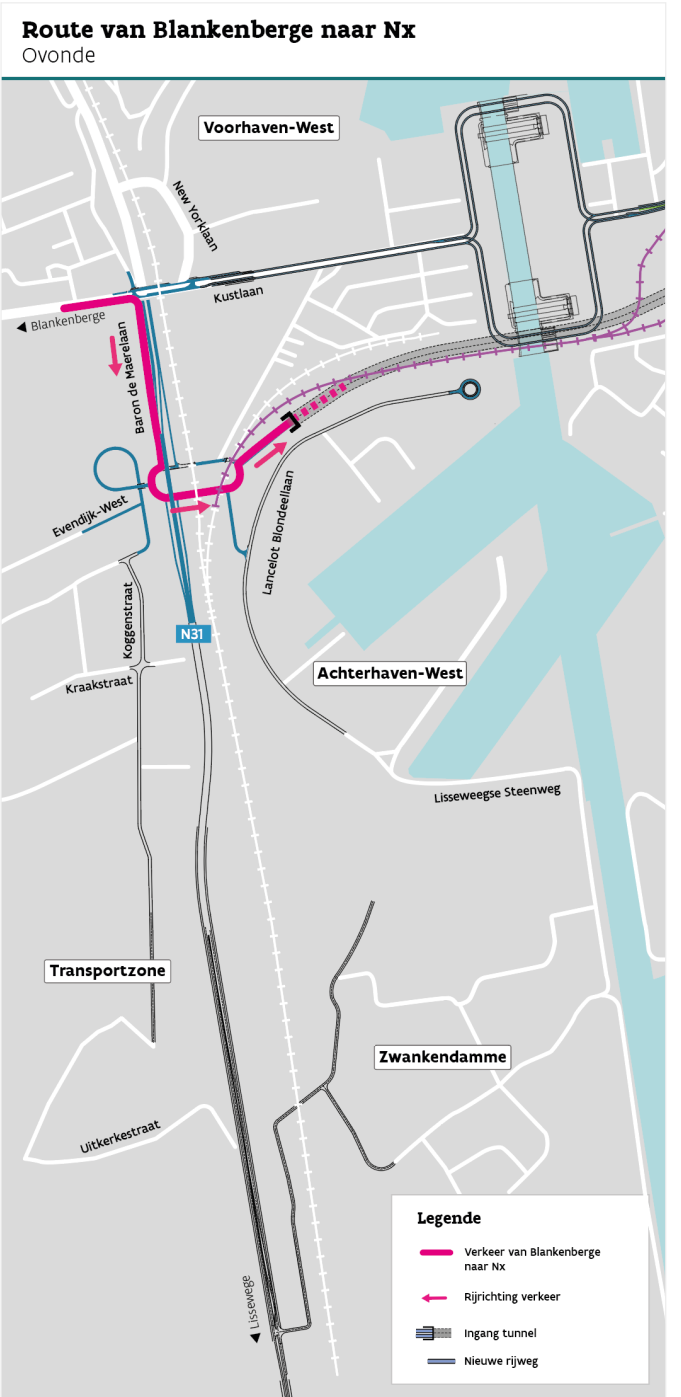 Route van Blankenberge naar Nx
Ovonde
Voorhaven-West
New Yorklaan
Kustlaan
◀ Blankenberge
Baron de Maerelaan
Evendijk-West
Lancelot Blondeellaan
Koggenstraat
N31
Kraakstraat
Achterhaven-West
Lisseweegse Steenweg
Transportzone
Zwankendamme
Uitkerkestraat
◀ Lissewege
Legende
Verkeer van Blankenberge
naar Nx
Rijrichting verkeer
Ingang tunnel
Nieuwe rijweg